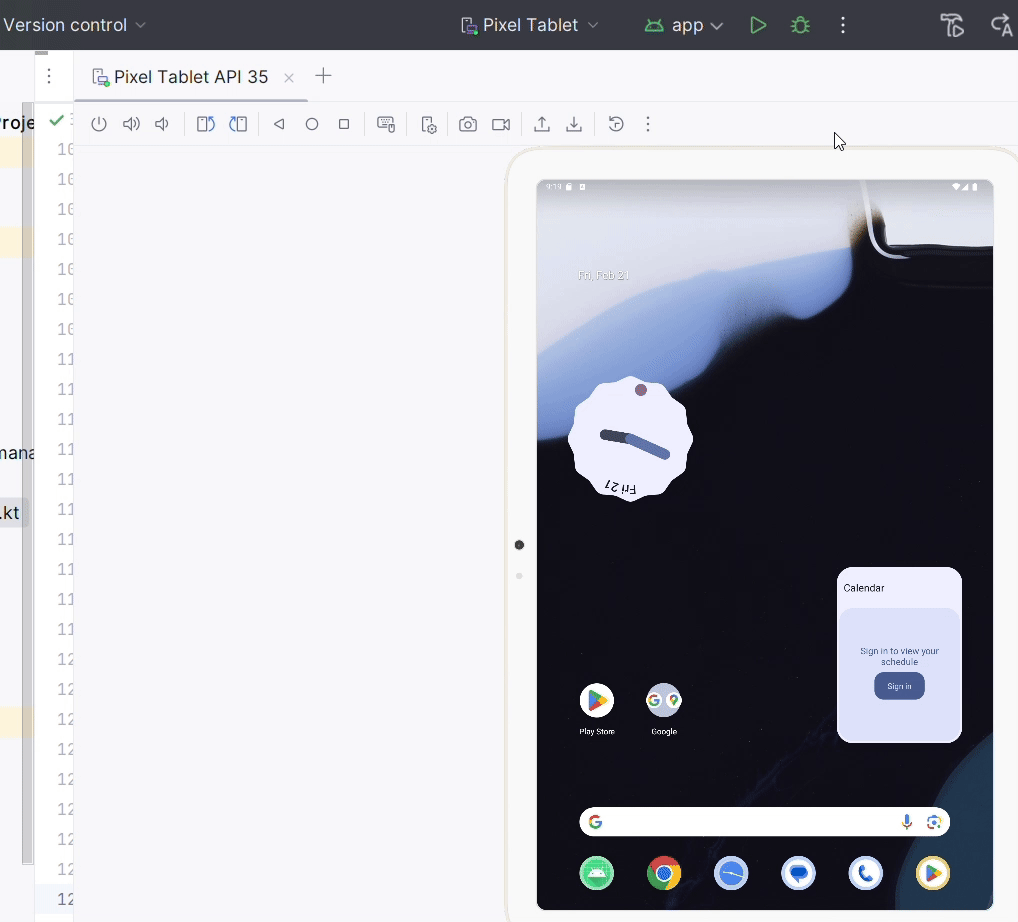 Version control
Pixel Tablet
app
Pixel Tablet API 35
Proje
10
10
10
10
10
10
10
11
11
11
11
11
11
11
11
11
11
12
12
12
12
12
12
12
12
12
mana
.kt
9:19
Fri, Feb 21
Fri 21
Calendar
Sign in to view your
schedule
Sign in
Play Store
Google